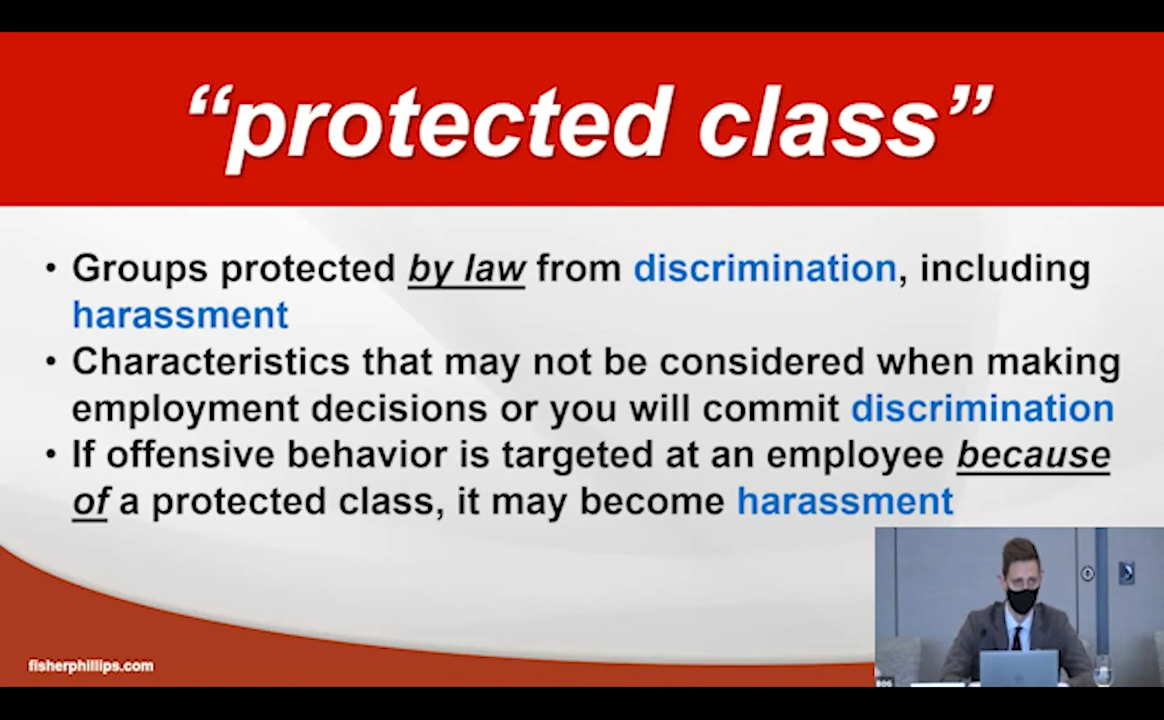 “protected class”
• Groups protected by law from discrimination, including
harassment
• Characteristics that may not be considered when making
employment decisions or you will commit discrimination
• If offensive behavior is targeted at an employee because
of a protected class, it may become harassment
fisherphillips.com